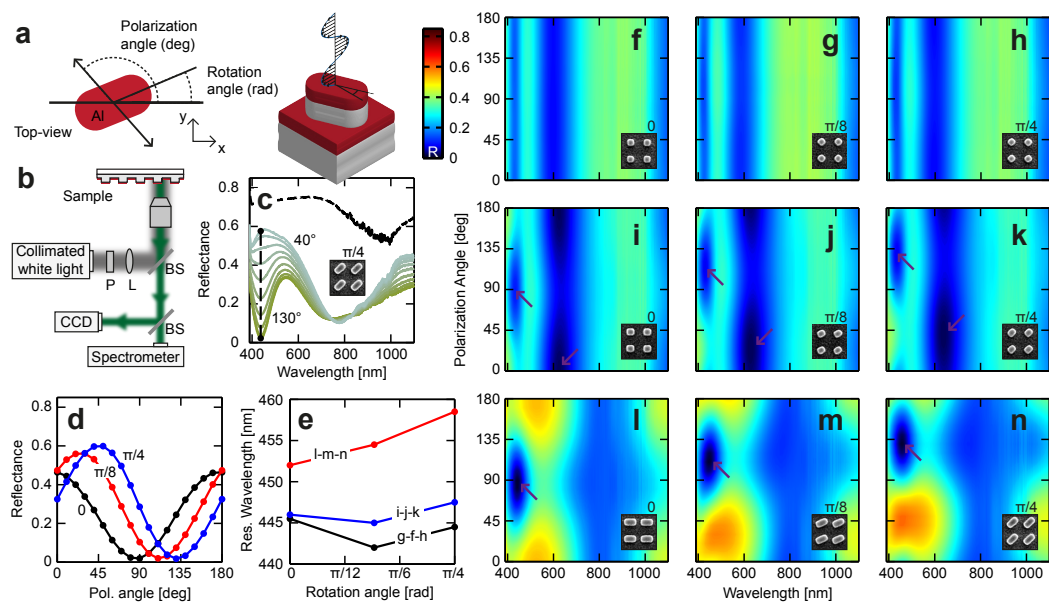 a
Polarization
angle (deg)
Rotation
angle (rad)
Al
Top-view
y
x
0.8
0.6
0.4
0.2
0
R
b
Sample
Collimated
white light
P
L
BS
CCD
BS
Spectrometer
c
0.8
0.6
0.4
0.2
0
Reflectance
40°
130°
π/4
400
600
800
1000
Wavelength [nm]
d
0.8
0.6
0.4
0.2
0
Reflectance
π/4
π/8
0
0
45
90
135
180
Pol. angle [deg]
e
460
455
450
445
440
Res. Wavelength [nm]
l-m-n
i-j-k
g-f-h
0
π/12
π/6
π/4
Rotation angle [rad]
180
135
90
45
0
f
0
g
π/8
h
π/4
180
135
90
45
0
Polarization Angle [deg]
i
0
j
π/8
k
π/4
180
135
90
45
0
l
0
m
π/8
n
π/4
400
600
800
1000
400
600
800
1000
400
600
800
1000
Wavelength [nm]